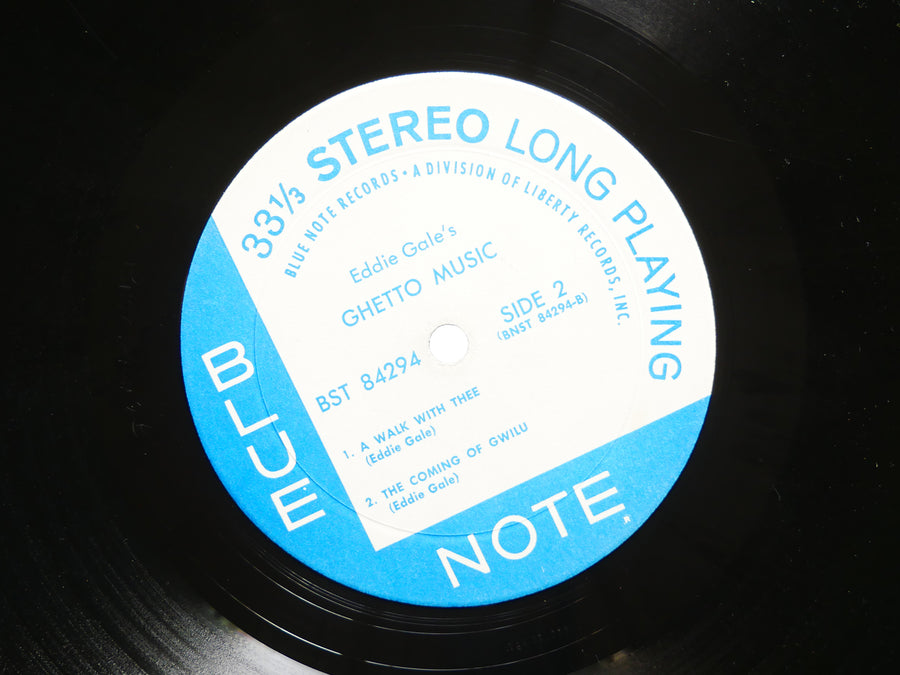 33⅓ STEREO LONG PLAYING
BLUE NOTE RECORDS • A DIVISION OF LIBERTY RECORDS, INC.
Eddie Gale's
GHETTO MUSIC
SIDE 2
(BNST 84294-B)
BST 84294
1. A WALK WITH THEE
(Eddie Gale)
2. THE COMING OF GWILU
(Eddie Gale)
BLUE
NOTE